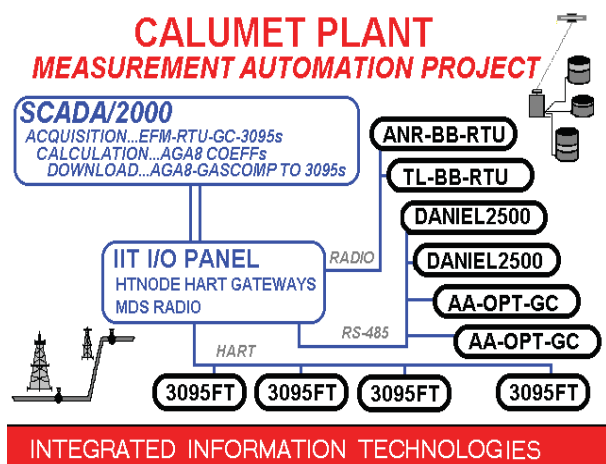 CALUMET PLANT
MEASUREMENT AUTOMATION PROJECT
SCADA/2000
ACQUISITION...EFM-RTU-GC-3095s
CALCULATION...AGA8 COEFFs
DOWNLOAD...AGA8-GASCOMP TO 3095s
ANR-BB-RTU
TL-BB-RTU
DANIEL2500
DANIEL2500
AA-OPT-GC
AA-OPT-GC
IIT I/O PANEL
HTNODE HART GATEWAYS
MDS RADIO
RADIO
RS-485
HART
3095FT
3095FT
3095FT
3095FT
INTEGRATED INFORMATION TECHNOLOGIES